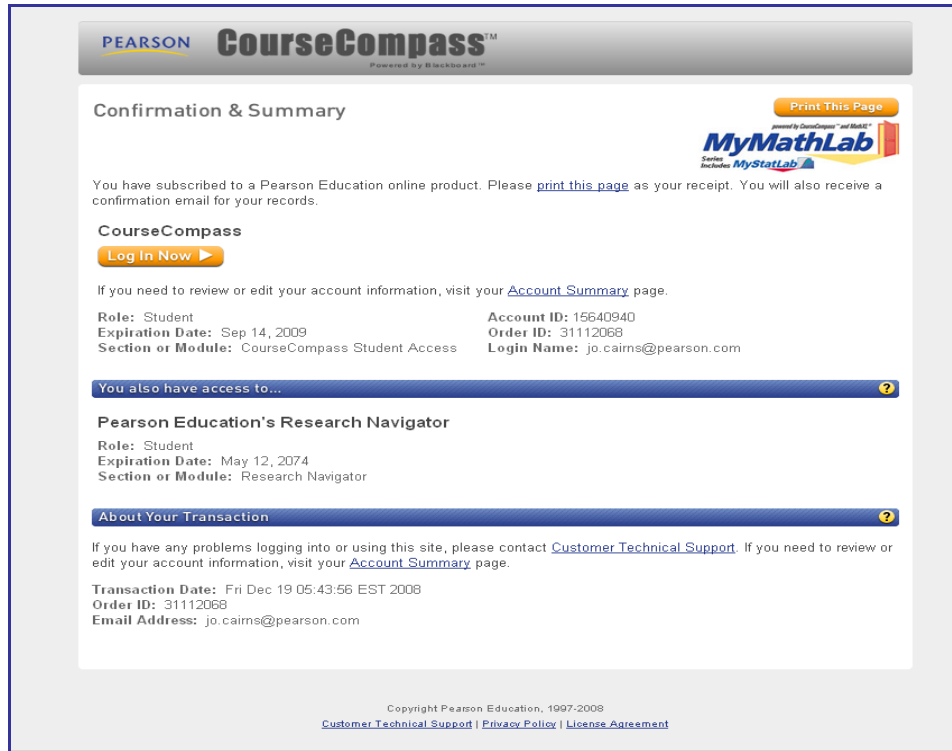 PEARSON CourseCompass™
Powered by Blackboard™
Confirmation & Summary
Print This Page
powered by CourseCompass™ and MathXL®
MyMathLab
Series Includes MyStatLab
You have subscribed to a Pearson Education online product. Please print this page as your receipt. You will also receive a
confirmation email for your records.
CourseCompass
Log In Now
If you need to review or edit your account information, visit your Account Summary page.
Role: Student
Expiration Date: Sep 14, 2009
Section or Module: CourseCompass Student Access
Account ID: 15640940
Order ID: 31112068
Login Name: jo.cairns@pearson.com
You also have access to... ?
Pearson Education's Research Navigator
Role: Student
Expiration Date: May 12, 2074
Section or Module: Research Navigator
About Your Transaction ?
If you have any problems logging into or using this site, please contact Customer Technical Support. If you need to review or
edit your account information, visit your Account Summary page.
Transaction Date: Fri Dec 19 05:43:56 EST 2008
Order ID: 31112068
Email Address: jo.cairns@pearson.com
Copyright Pearson Education, 1997-2008
Customer Technical Support | Privacy Policy | License Agreement